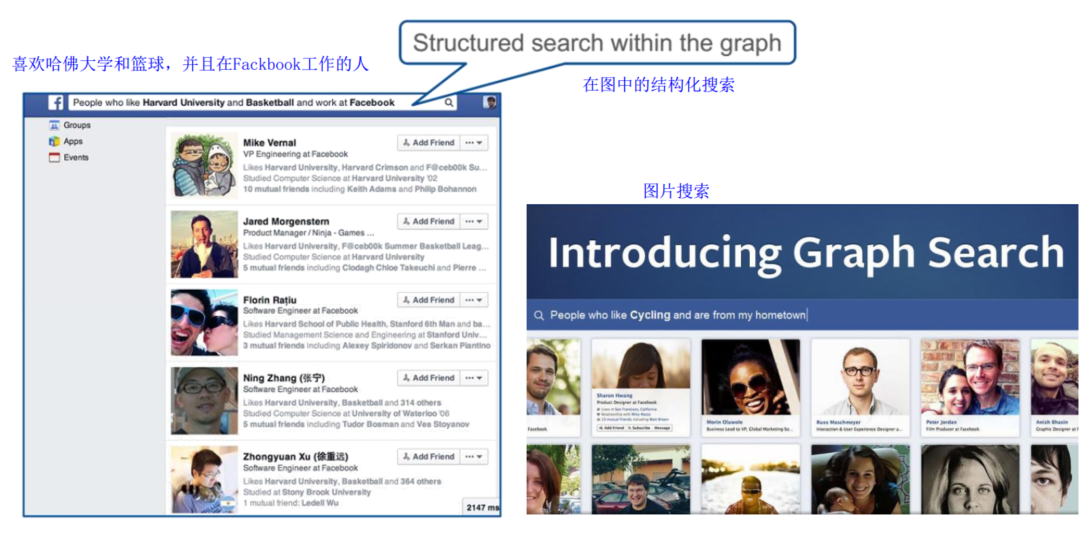 Structured search within the graph
喜欢哈佛大学和篮球，并且在Fackbook工作的人
在图中的结构化搜索
People who like Harvard University and Basketball and work at Facebook
Groups
Apps
Events
Mike Vernal
Add Friend
VP Engineering at Facebook
Likes Harvard University, Harvard Crimson and F@ceb00k Su...
Studied Computer Science at Harvard University '02
10 mutual friends including Keith Adams and Philip Bohannon
Jared Morgenstern
Add Friend
Product Manager / Ninja - Games ...
Likes Harvard University, F@ceb00k Summer Basketball Leag...
Studied Computer Science at Harvard University
5 mutual friends including Clodagh Chloe Takeuchi and Pierre ...
Florin Rațiu
Add Friend
Software Engineer at Facebook
Likes Harvard School of Public Health, Stanford 6th Man and ba...
Studied Management Science and Engineering at Stanford Univ...
3 mutual friends including Alexey Spiridonov and Serkan Piantino
Ning Zhang (张宁)
Add Friend
Software Engineer at Facebook
Likes Harvard University, Basketball and 314 others
Studied Computer Science at University of Waterloo '06
5 mutual friends including Tudor Bosman and Ves Stoyanov
Zhongyuan Xu (徐重远)
Add Friend
Software Engineer at Facebook
Likes Harvard University, Basketball and 364 others
Studied at Stony Brook University
1 mutual friend: Ledell Wu
2147 ms
图片搜索
Introducing Graph Search
People who like Cycling and are from my hometown
Facebook
Sharon Hwang
Product Designer at Facebook
Lives in San Francisco, California
Add Friend Subscribe Message
Morin Oluwole
Business Lead to VP, Global Marketing So...
Russ Maschmeyer
Interaction & User Experience Designer a...
Peter Jordan
Film Producer at Facebook
Anish Bhasin
Graphic Designer at F